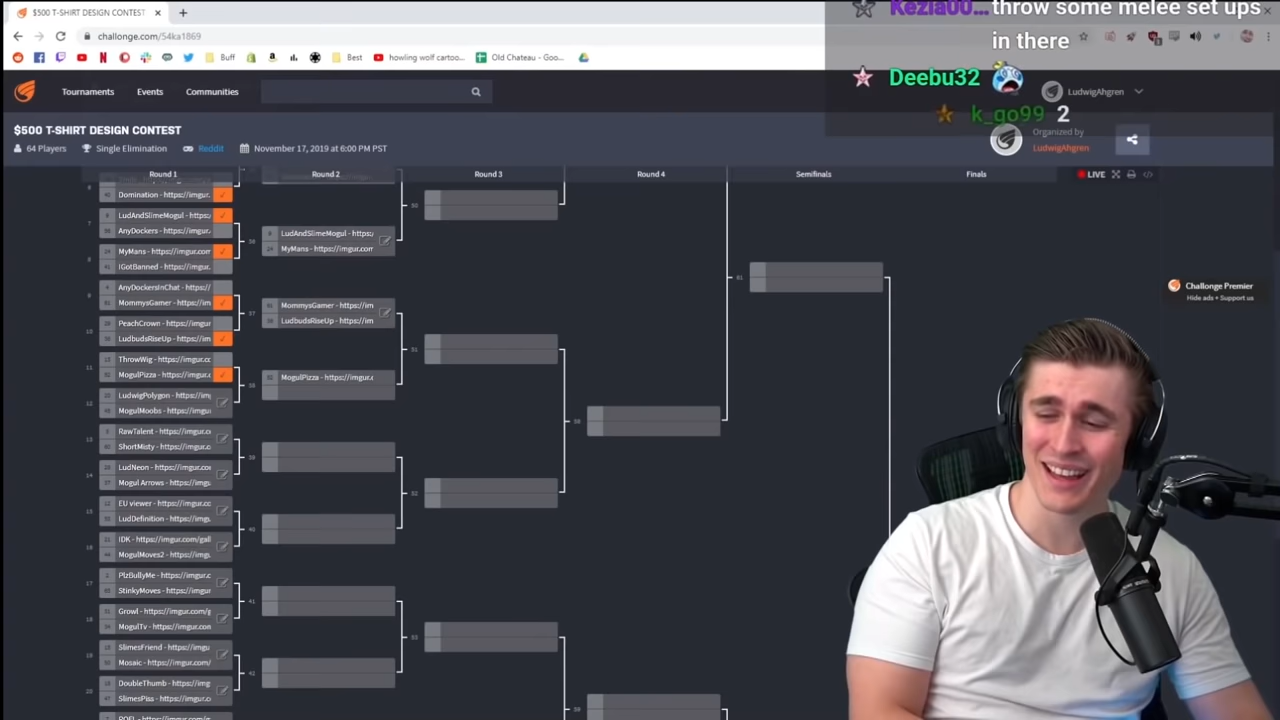 $500 T-SHIRT DESIGN CONTEST
challonge.com/54ka1869
Buff
Best
howling wolf cartoo...
Old Chateau - Goo...
Kezia00...throw some melee set ups
in there
Deebu32
k_go99 2
Tournaments
Events
Communities
LudwigAhgren
$500 T-SHIRT DESIGN CONTEST
64 Players
Single Elimination
Reddit
November 17, 2019 at 6:00 PM PST
Organized by
LudwigAhgren
Round 1
Round 2
Round 3
Round 4
Semifinals
Finals
LIVE
Domination - https://imgur.
LudAndSlimeMogul - https:/
AnyDockers - https://imgur.
MyMans - https://imgur.com
IGotBanned - https://imgur.
AnyDockersInChat - https://
MommysGamer - https://im
PeachCrown - https://imgur
LudbudsRiseUp - https://im
ThrowWig - https://imgur.cc
MogulPizza - https://imgur.c
LudwigPolygon - https://im
MogulMoobs - https://imgur
RawTalent - https://imgur.c
ShortMisty - https://imgur.c
LudNeon - https://imgur.co
Mogul Arrows - https://imgu
EU viewer - https://imgur.c
LudDefinition - https://imgu
IDK - https://imgur.com/gall
MogulMoves2 - https://imgu
PlzBullyMe - https://imgur.c
StinkyMoves - https://imgur
Growl - https://imgur.com/g
MogulTv - https://imgur.com
SlimesFriend - https://imgu
Mosaic - https://imgur.com/
DoubleThumb - https://img
SlimesPiss - https://imgur.c
LudAndSlimeMogul - https:/
MyMans - https://imgur.com
MommysGamer - https://im
LudbudsRiseUp - https://im
MogulPizza - https://imgur.c
Challonge Premier
Hide ads + Support us